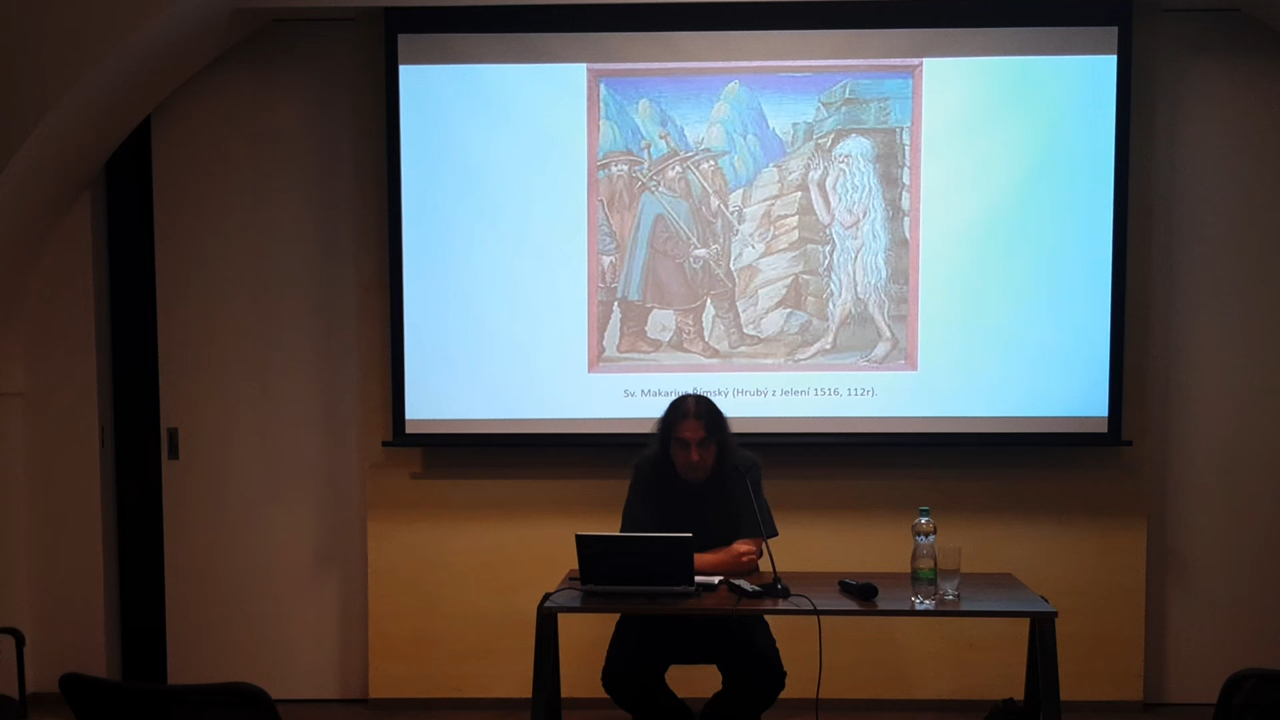 Sv. Makarius Římský (Hrubý z Jelení 1516, 112r).